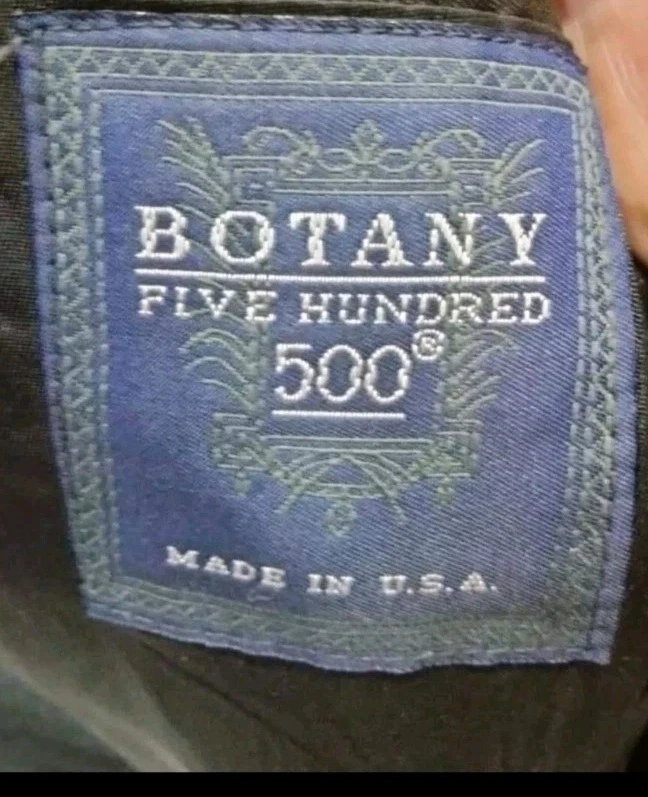 BOTANY
FIVE HUNDRED
500®
MADE IN U.S.A.